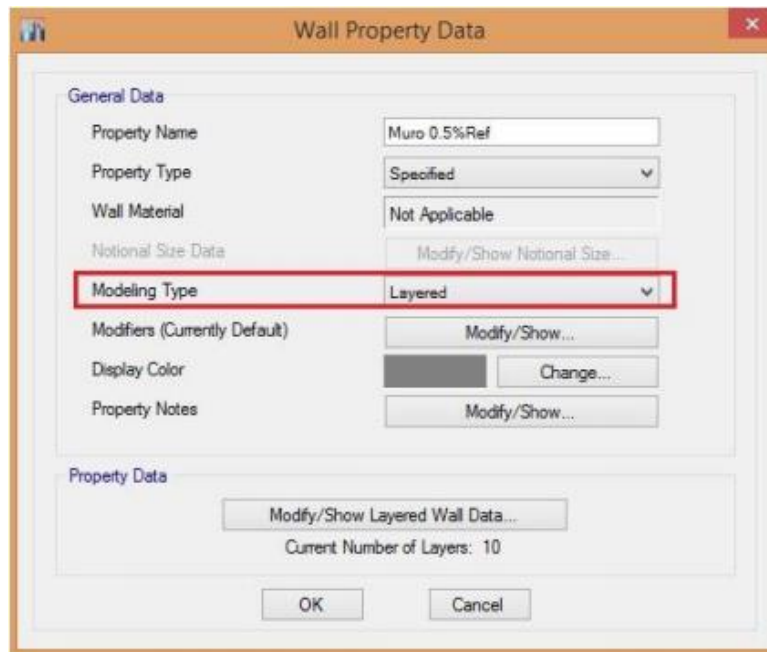 Wall Property Data
General Data
Property Name Muro 0.5%Ref
Property Type Specified
Wall Material Not Applicable
Notional Size Data Modify/Show Notional Size...
Modeling Type Layered
Modifiers (Currently Default) Modify/Show...
Display Color Change...
Property Notes Modify/Show...
Property Data
Modify/Show Layered Wall Data...
Current Number of Layers: 10
OK Cancel